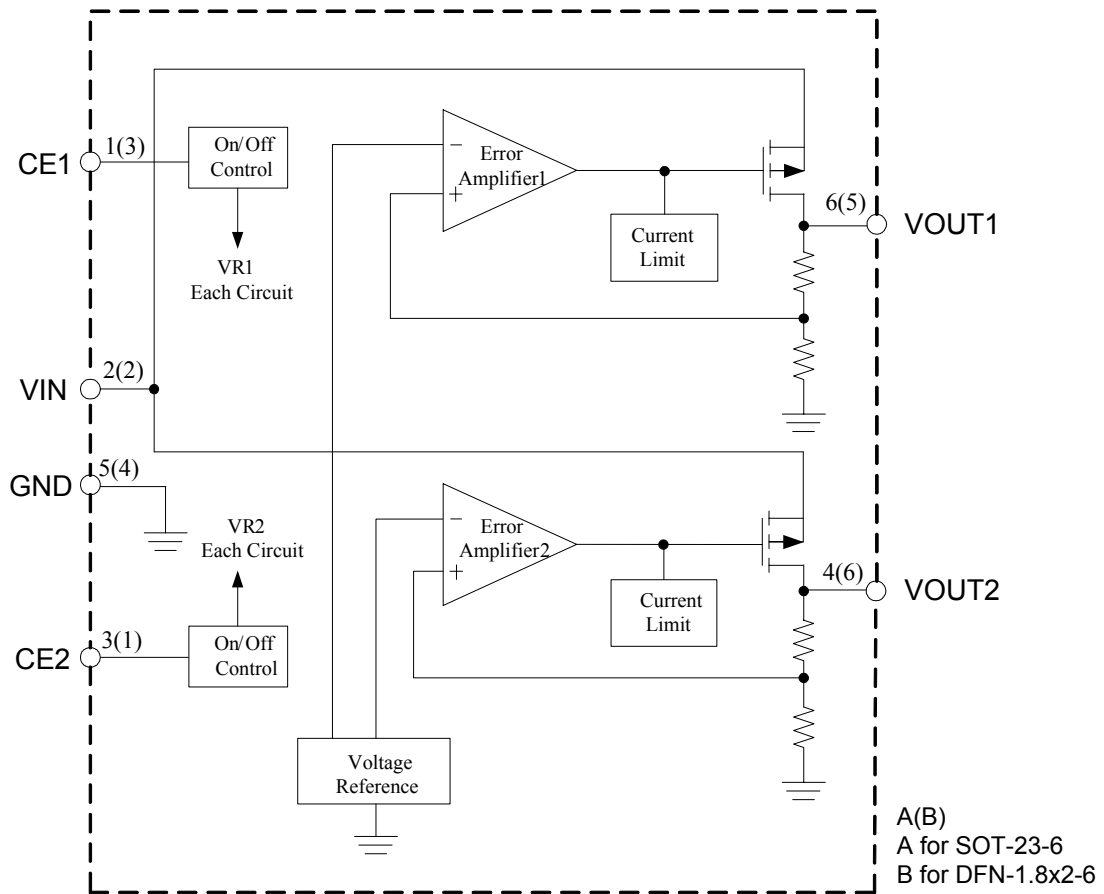 CE1
1(3)
On/Off
Control
VR1
Each Circuit
−
+
Error
Amplifier1
Current
Limit
6(5)
VOUT1
VIN
2(2)
GND
5(4)
VR2
Each Circuit
CE2
3(1)
On/Off
Control
−
+
Error
Amplifier2
Current
Limit
4(6)
VOUT2
Voltage
Reference
A(B)
A for SOT-23-6
B for DFN-1.8x2-6